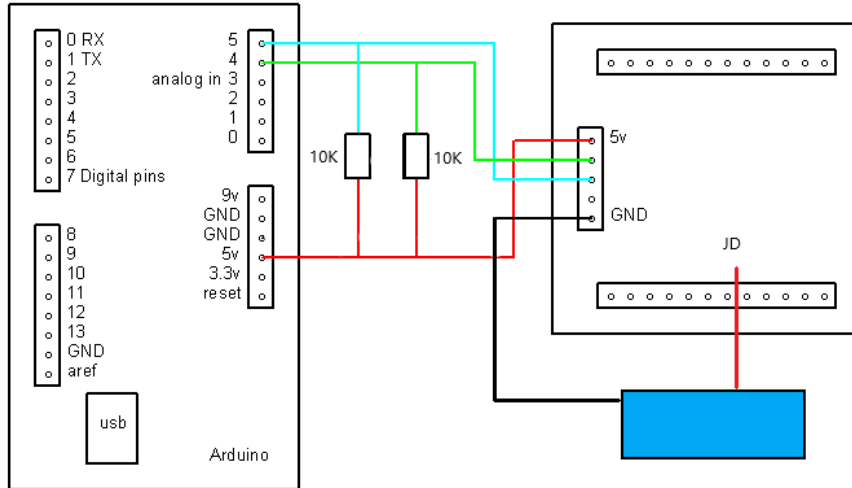 0 RX
1 TX
2
3
4
5
6
7 Digital pins
8
9
10
11
12
13
GND
aref
usb
5
4
analog in 3
2
1
0
9v
GND
GND
5v
3.3v
reset
Arduino
10K
10K
5v
GND
JD